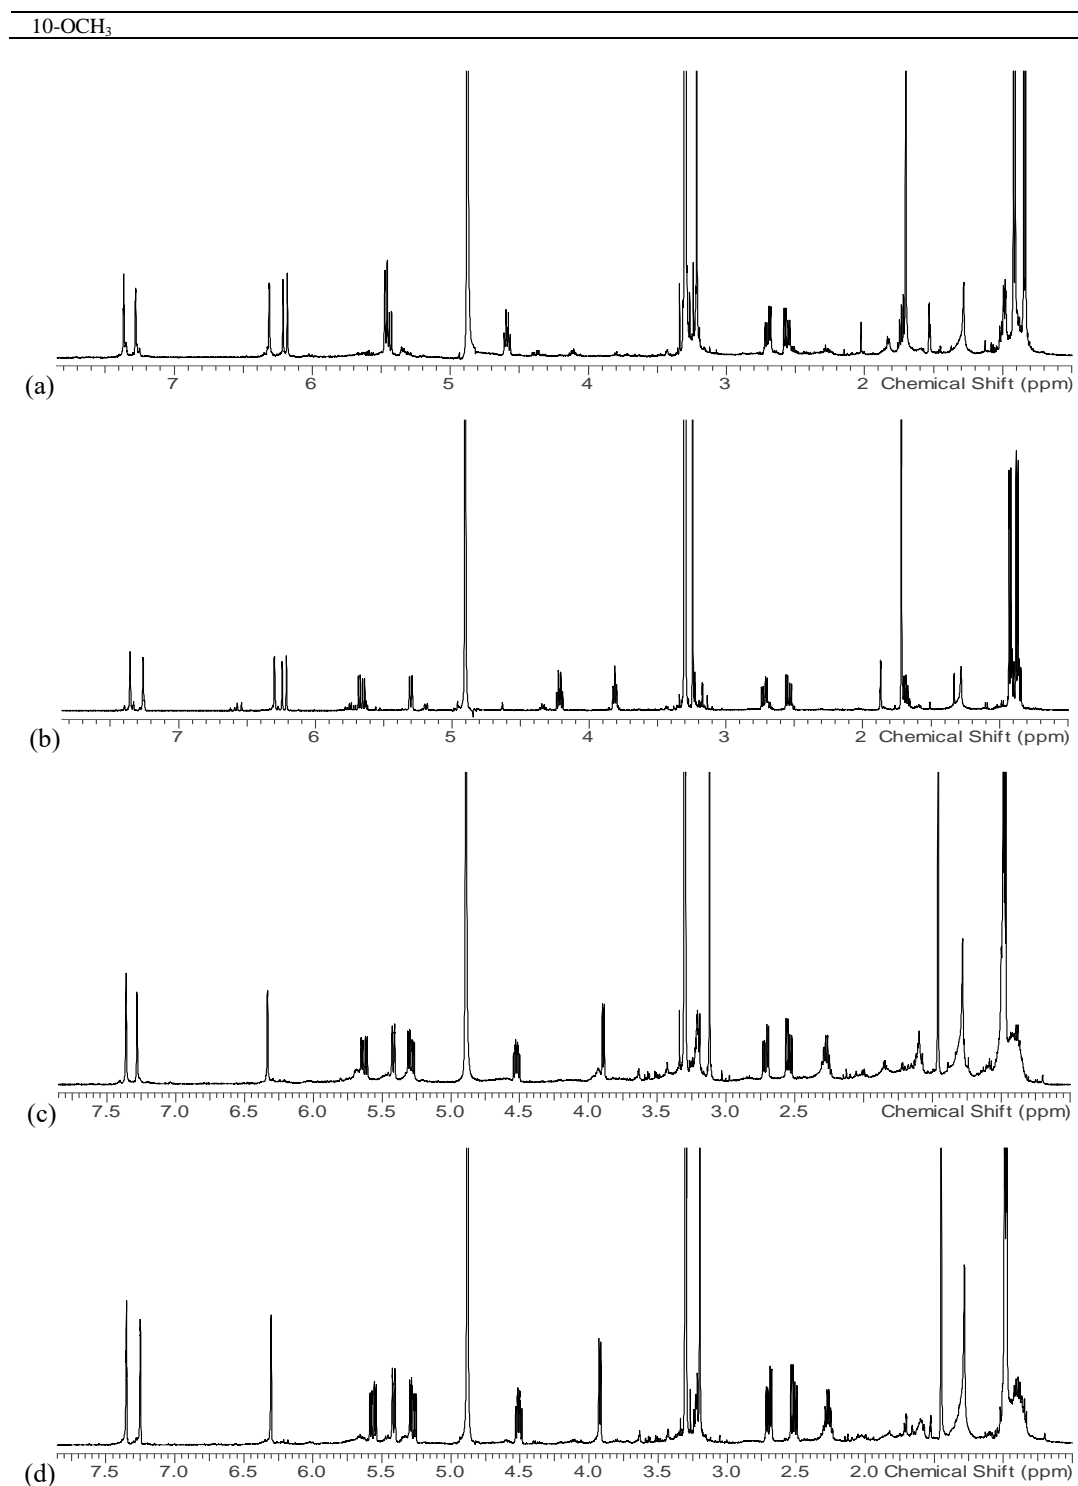 10-OCH₃
7 6 5 4 3 2 Chemical Shift (ppm)
(a)
7 6 5 4 3 2 Chemical Shift (ppm)
(b)
7.5 7.0 6.5 6.0 5.5 5.0 4.5 4.0 3.5 3.0 2.5 Chemical Shift (ppm)
(c)
7.5 7.0 6.5 6.0 5.5 5.0 4.5 4.0 3.5 3.0 2.5 2.0 Chemical Shift (ppm)
(d)